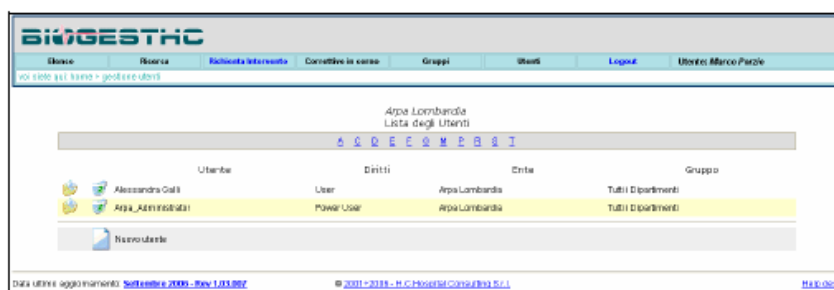 BIOGESTHC
Elenco Ricerca Richiesta Intervento Correttive in corso Gruppi Utenti Logout Utente: Marco Parzio
voi siete qui: home > gestione utenti
Arpa Lombardia
Lista degli Utenti
A C D E F G M P R S T
Utente Diritti Ente Gruppo
Alessandra Galli User Arpa Lombardia Tutti i Dipartimenti
Arpa_Administrator Power User Arpa Lombardia Tutti i Dipartimenti
Nuovo utente
Data ultimo aggiornamento: Settembre 2006 - Rev 1.03.007 © 2001÷2006 - H.C.Hospital Consulting S.r.l. Help de